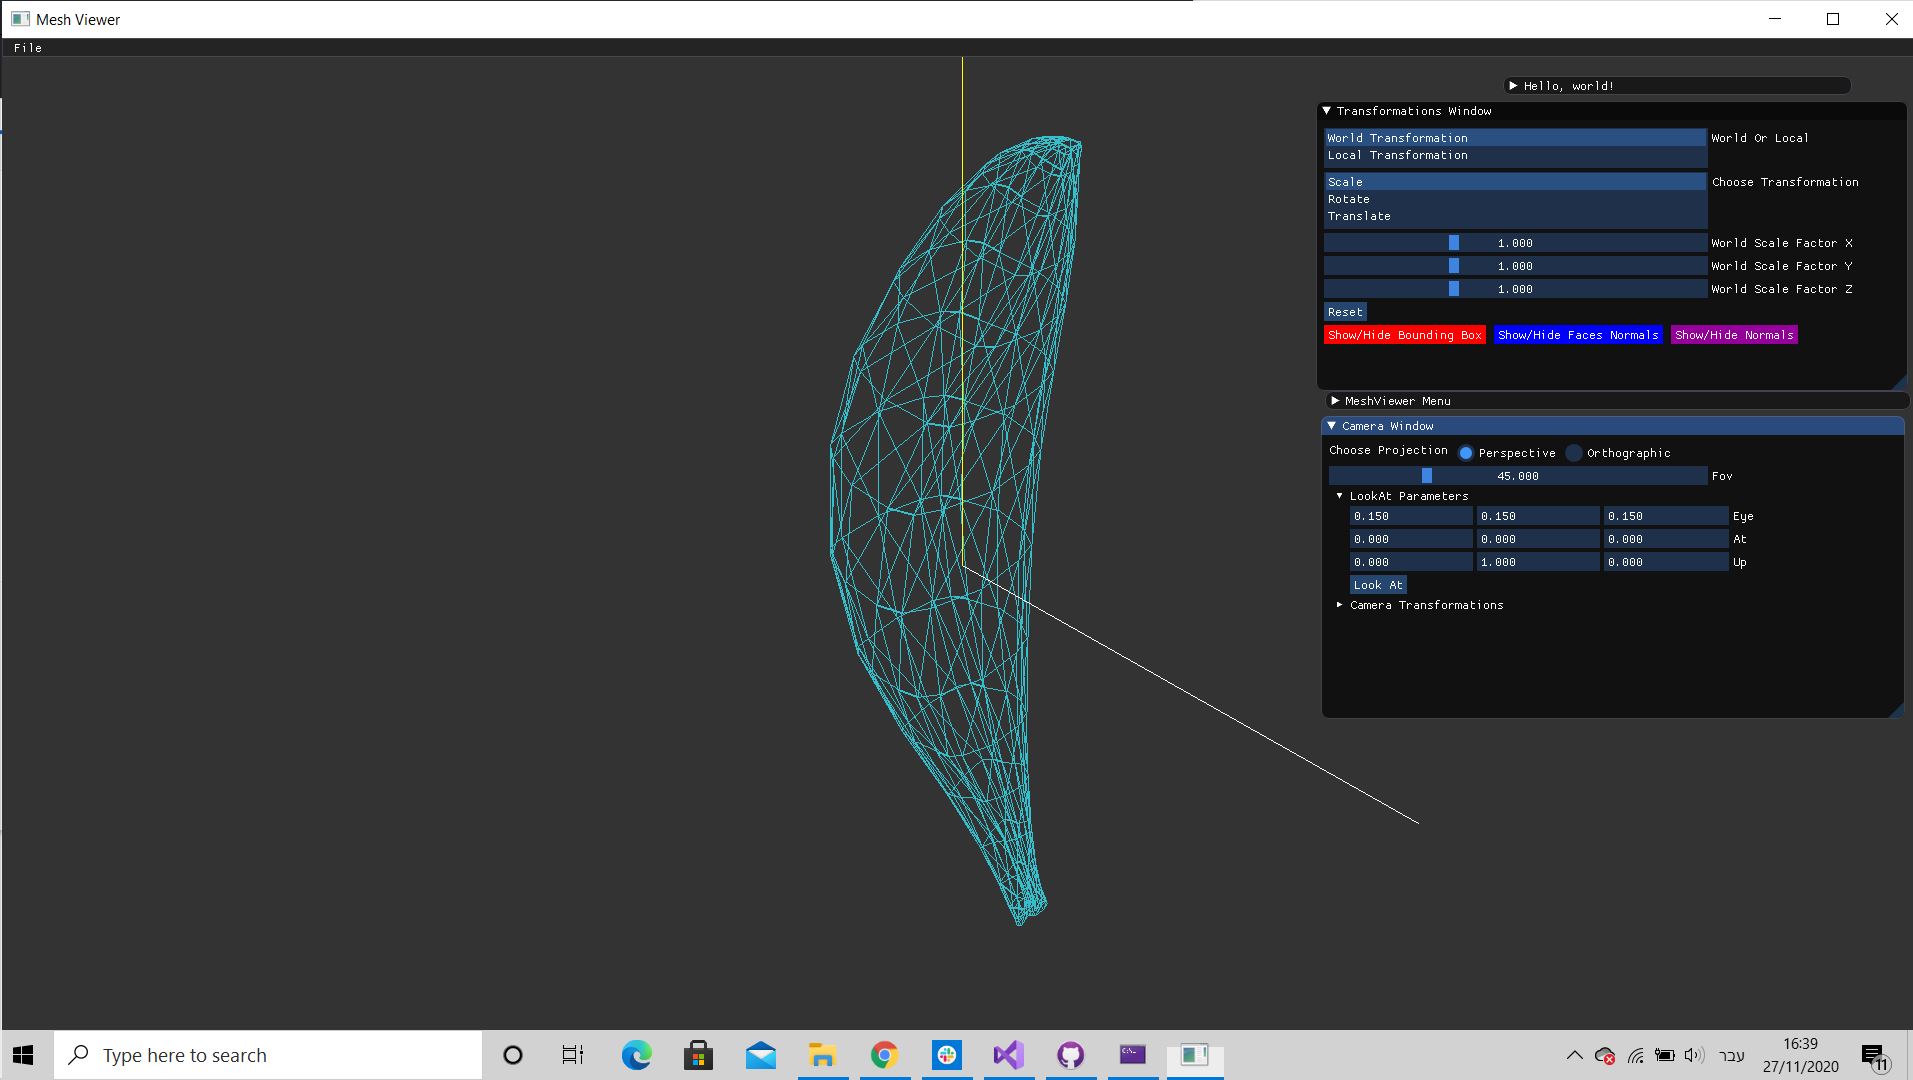 Mesh Viewer
File
Hello, world!
Transformations Window
World Transformation
Local Transformation
World Or Local
Scale
Rotate
Translate
Choose Transformation
1.000 World Scale Factor X
1.000 World Scale Factor Y
1.000 World Scale Factor Z
Reset
Show/Hide Bounding Box Show/Hide Faces Normals Show/Hide Normals
MeshViewer Menu
Camera Window
Choose Projection Perspective Orthographic
45.000 Fov
LookAt Parameters
0.150 0.150 0.150 Eye
0.000 0.000 0.000 At
0.000 1.000 0.000 Up
Look At
Camera Transformations
Type here to search
C:\_
עבר
16:39
27/11/2020
11